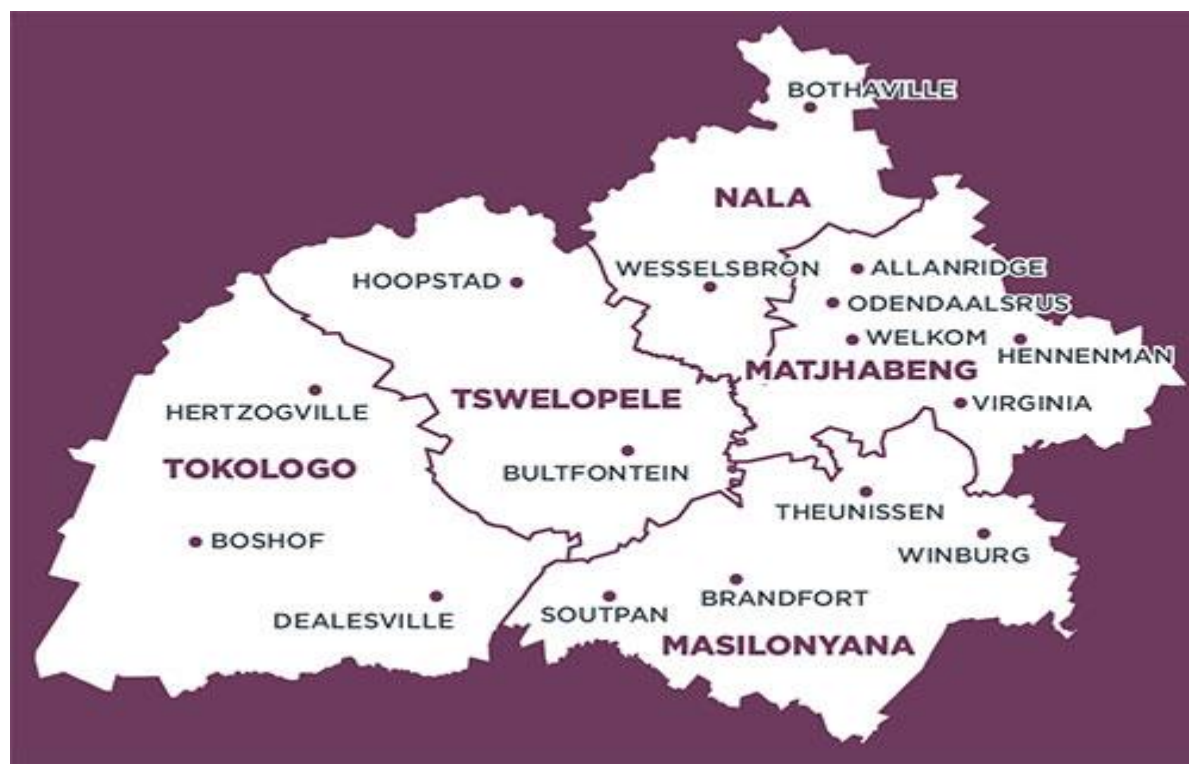 BOTHAVILLE
NALA
WESSELSBRON
ALLANRIDGE
HOOPSTAD
ODENDAALSRUS
WELKOM
HENNENMAN
MATJHABENG
TSWELOPELE
VIRGINIA
HERTZOGVILLE
TOKOLOGO
BULTFONTEIN
THEUNISSEN
BOSHOF
WINBURG
BRANDFORT
SOUTPAN
DEALESVILLE
MASILONYANA